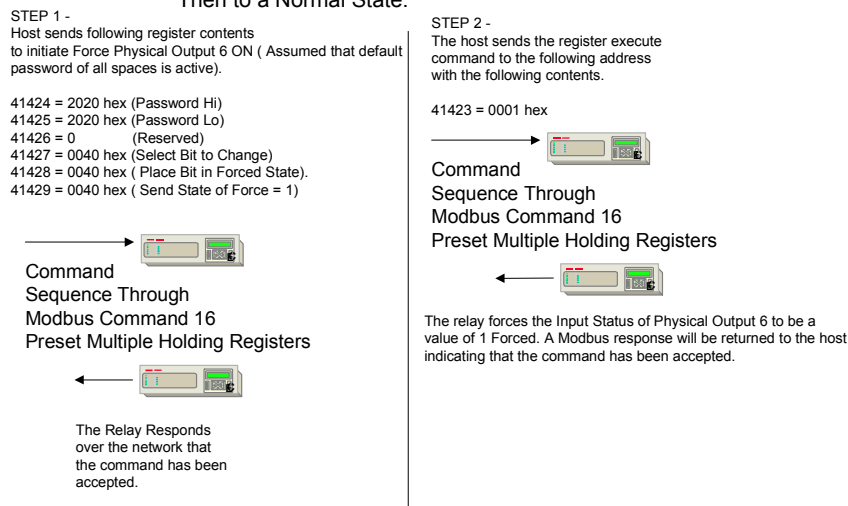 Then to a Normal State.
STEP 1 -
Host sends following register contents
to initiate Force Physical Output 6 ON ( Assumed that default
password of all spaces is active).
41424 = 2020 hex (Password Hi)
41425 = 2020 hex (Password Lo)
41426 = 0 (Reserved)
41427 = 0040 hex (Select Bit to Change)
41428 = 0040 hex ( Place Bit in Forced State).
41429 = 0040 hex ( Send State of Force = 1)
Command
Sequence Through
Modbus Command 16
Preset Multiple Holding Registers
The Relay Responds
over the network that
the command has been
accepted.
STEP 2 -
The host sends the register execute
command to the following address
with the following contents.
41423 = 0001 hex
Command
Sequence Through
Modbus Command 16
Preset Multiple Holding Registers
The relay forces the Input Status of Physical Output 6 to be a
value of 1 Forced. A Modbus response will be returned to the host
indicating that the command has been accepted.